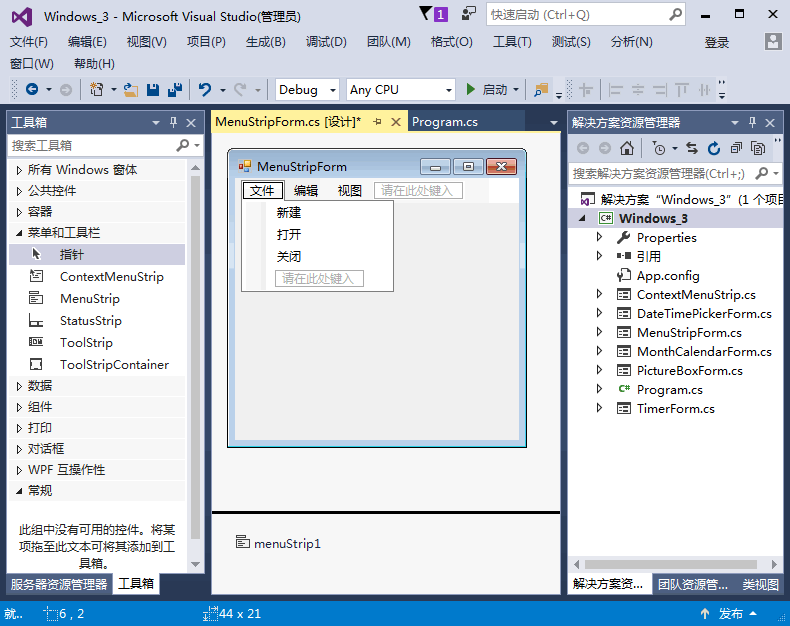 Windows_3 - Microsoft Visual Studio(管理员)
1
快速启动 (Ctrl+Q)
文件(F) 编辑(E) 视图(V) 项目(P) 生成(B) 调试(D) 团队(M) 格式(O) 工具(T) 测试(S) 分析(N) 登录
窗口(W) 帮助(H)
Debug Any CPU 启动
工具箱
搜索工具箱
所有 Windows 窗体
公共控件
容器
菜单和工具栏
指针
ContextMenuStrip
MenuStrip
StatusStrip
ToolStrip
ToolStripContainer
数据
组件
打印
对话框
WPF 互操作性
常规
此组中没有可用的控件。将某
项拖至此文本可将其添加到工
具箱。
服务器资源管理器 工具箱
MenuStripForm.cs [设计]* Program.cs
MenuStripForm
文件 编辑 视图 请在此处键入
新建
打开
关闭
请在此处键入
menuStrip1
解决方案资源管理器
搜索解决方案资源管理器(Ctrl+;)
解决方案 "Windows_3" (1 个项目
C# Windows_3
Properties
引用
App.config
ContextMenuStrip.cs
DateTimePickerForm.cs
MenuStripForm.cs
MonthCalendarForm.cs
PictureBoxForm.cs
C# Program.cs
TimerForm.cs
解决方案资... 团队资源管... 类视图
就.. 6 , 2 44 x 21 发布